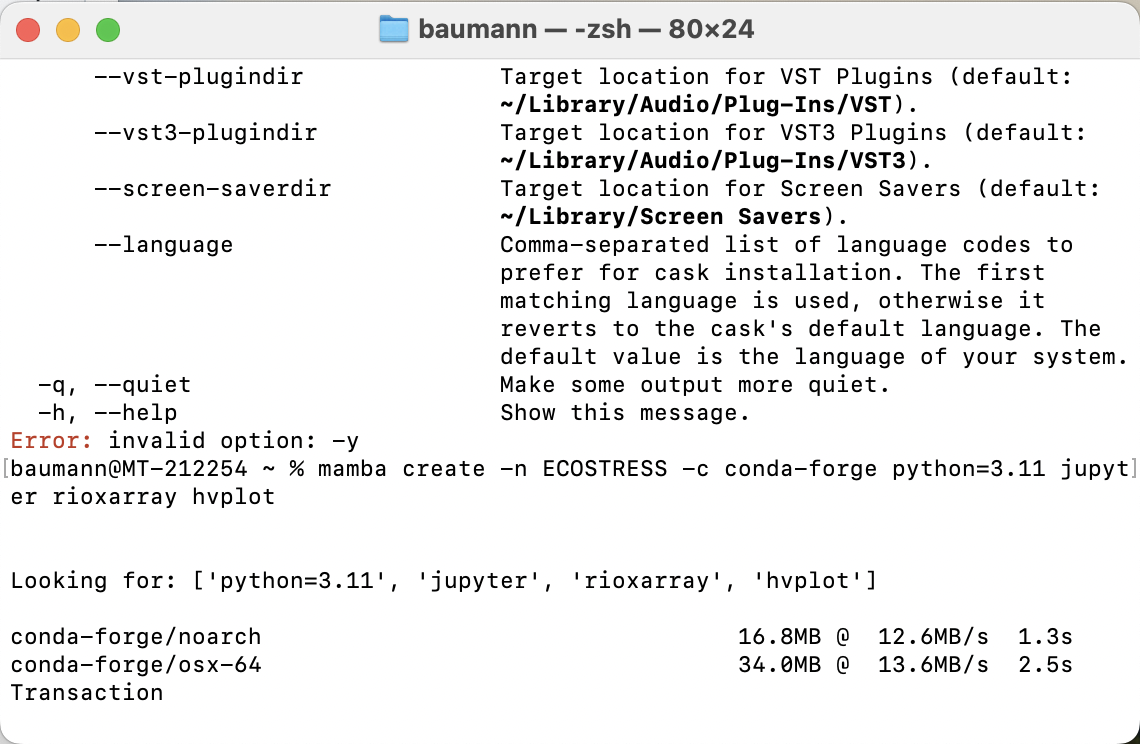 baumann — -zsh — 80×24
--vst-plugindir Target location for VST Plugins (default:
~/Library/Audio/Plug-Ins/VST).
--vst3-plugindir Target location for VST3 Plugins (default:
~/Library/Audio/Plug-Ins/VST3).
--screen-saverdir Target location for Screen Savers (default:
~/Library/Screen Savers).
--language Comma-separated list of language codes to
prefer for cask installation. The first
matching language is used, otherwise it
reverts to the cask's default language. The
default value is the language of your system.
-q, --quiet Make some output more quiet.
-h, --help Show this message.
Error: invalid option: -y
[baumann@MT-212254 ~ % mamba create -n ECOSTRESS -c conda-forge python=3.11 jupyt]
er rioxarray hvplot
Looking for: ['python=3.11', 'jupyter', 'rioxarray', 'hvplot']
conda-forge/noarch 16.8MB @ 12.6MB/s 1.3s
conda-forge/osx-64 34.0MB @ 13.6MB/s 2.5s
Transaction